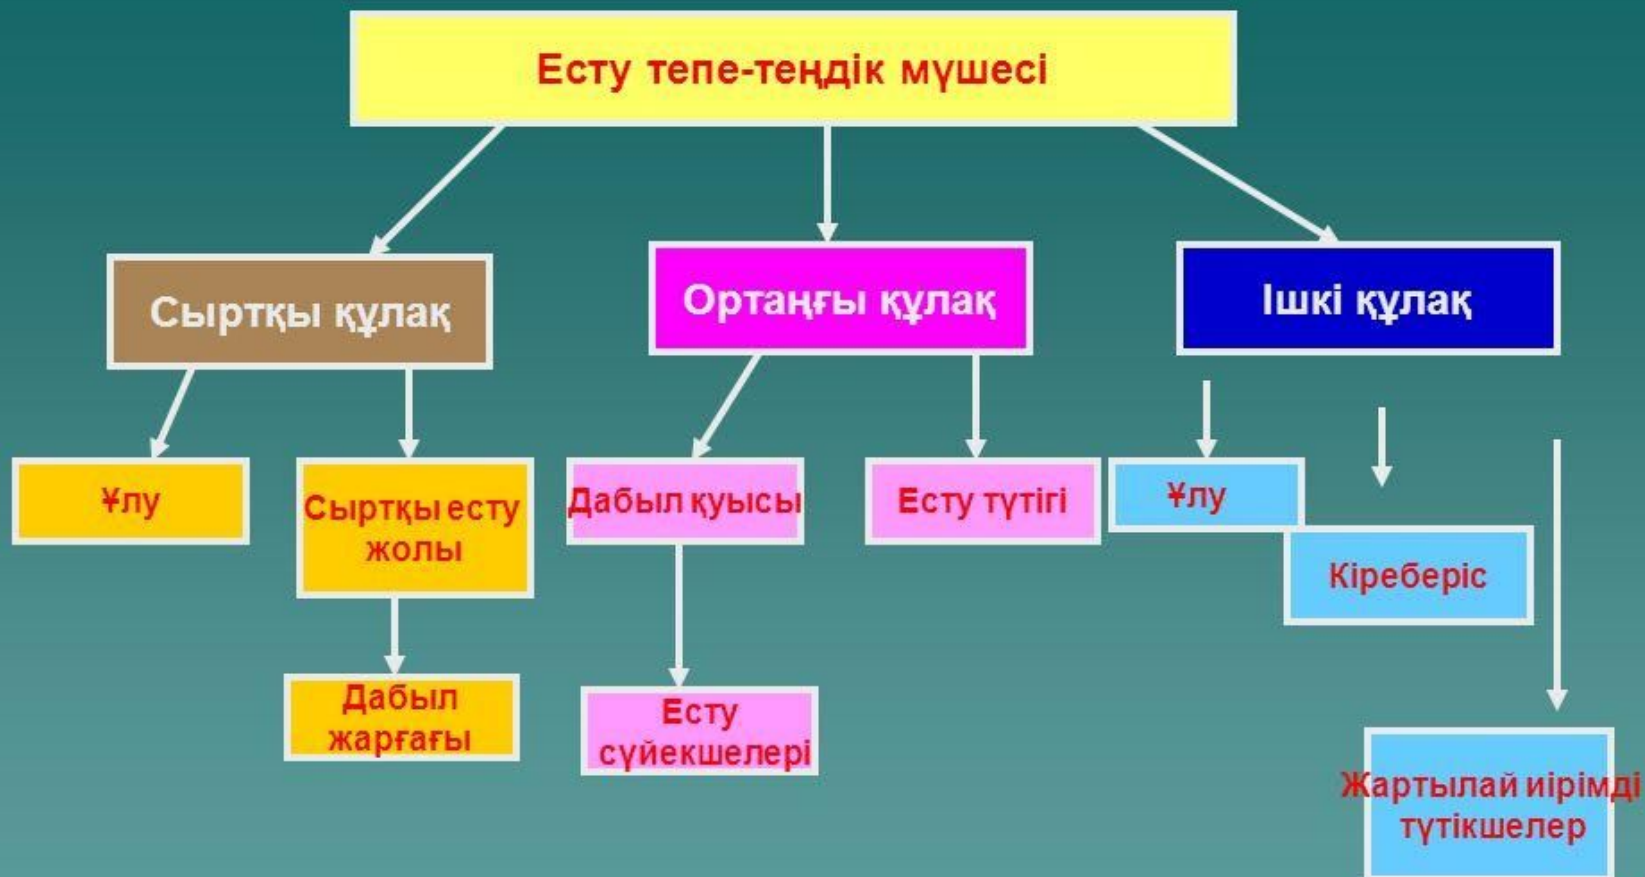 Есту тепе-теңдік мүшесі
Сыртқы құлақ
Ортаңғы құлақ
Ішкі құлақ
Ұлу
Сыртқы есту
жолы
Дабыл қуысы
Есту түтігі
Ұлу
Кіреберіс
Дабыл
жарғағы
Есту
сүйекшелері
Жартылай иірімді
түтікшелер